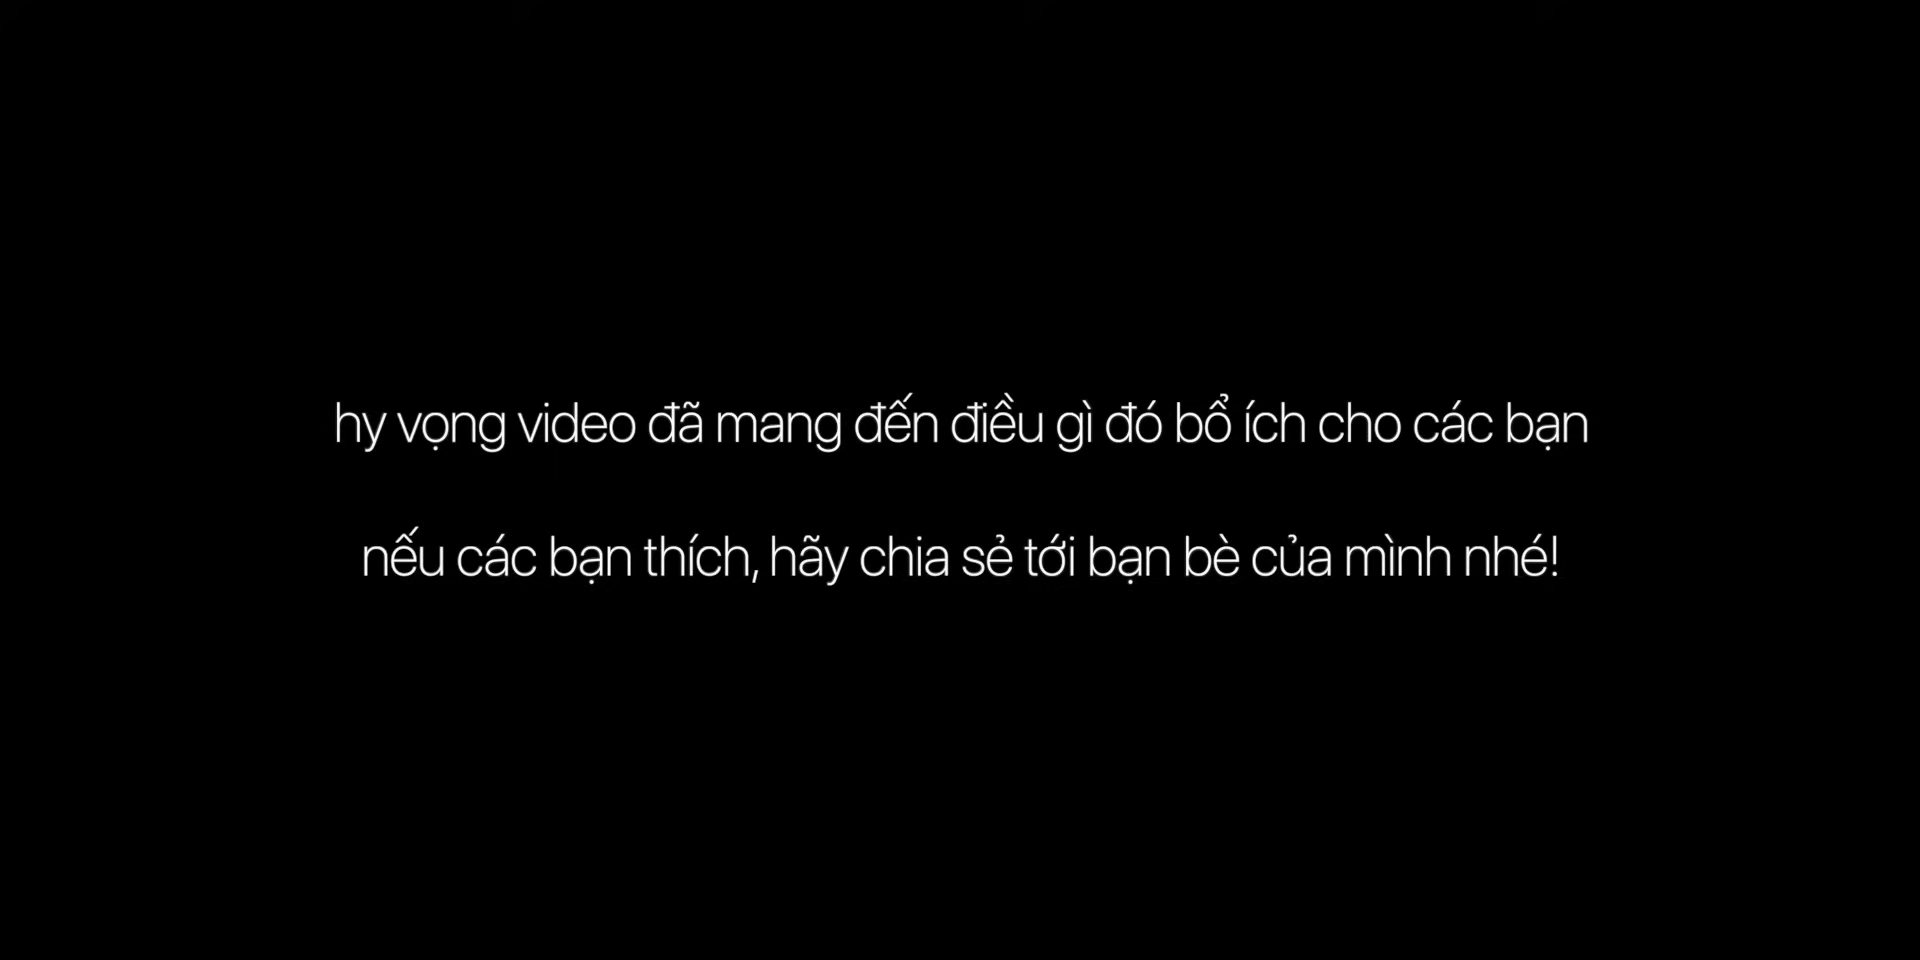 hy vọng video đã mang đến điều gì đó bổ ích cho các bạn
nếu các bạn thích, hãy chia sẻ tới bạn bè của mình nhé!